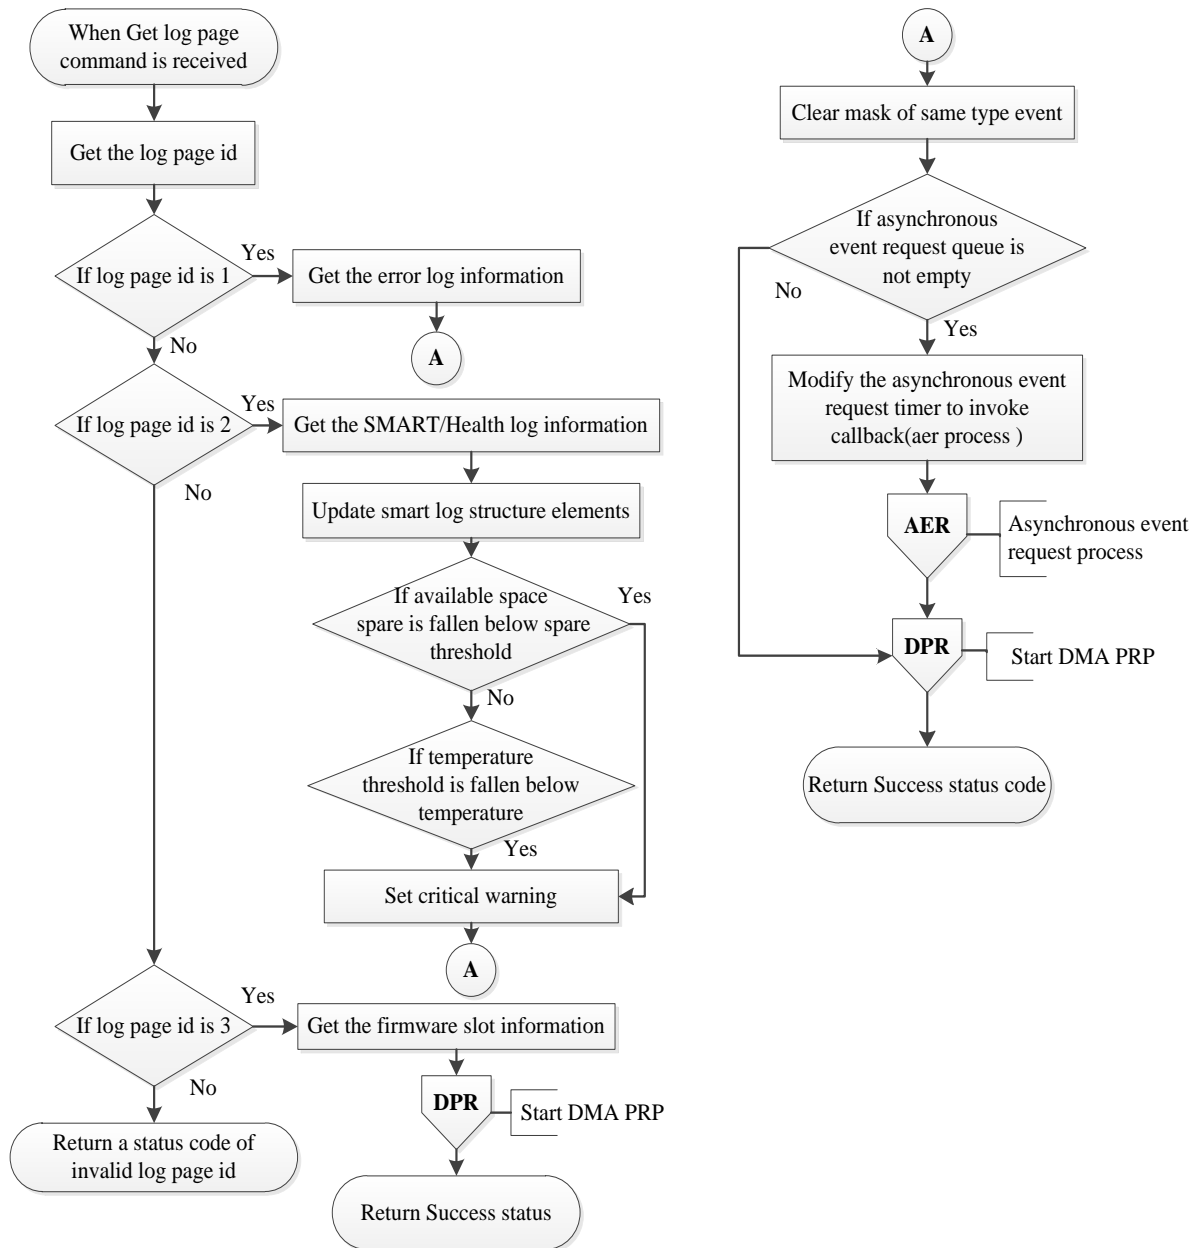 When Get log page
command is received
Get the log page id
If log page id is 1
Yes
Get the error log information
A
No
If log page id is 2
Yes
Get the SMART/Health log information
No
Update smart log structure elements
If available space
spare is fallen below spare
threshold
Yes
No
If temperature
threshold is fallen below
temperature
Yes
Set critical warning
A
If log page id is 3
Yes
Get the firmware slot information
No
DPR
Start DMA PRP
Return a status code of
invalid log page id
Return Success status
A
Clear mask of same type event
If asynchronous
event request queue is
not empty
No
Yes
Modify the asynchronous event
request timer to invoke
callback(aer process )
AER
Asynchronous event
request process
DPR
Start DMA PRP
Return Success status code